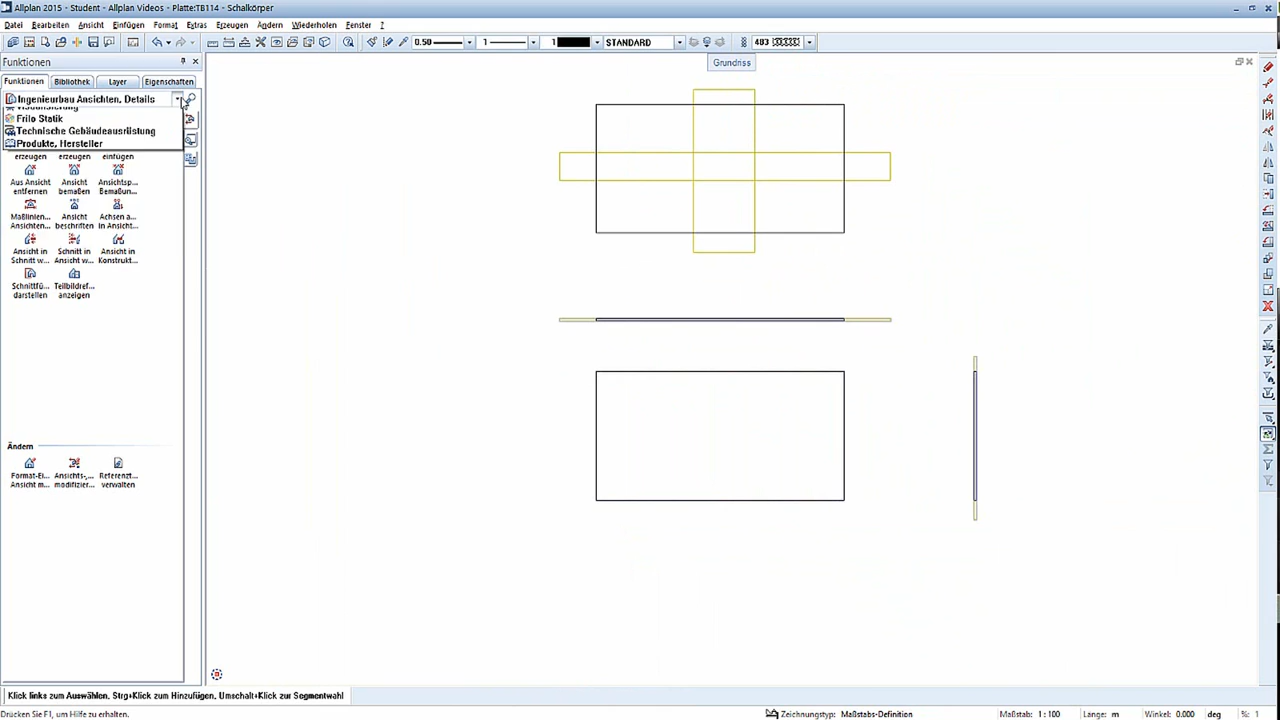 Allplan 2015 - Student - Allplan Videos - Platte:TB114 - Schalkörper
Datei Bearbeiten Ansicht Einfügen Format Extras Erzeugen Ändern Wiederholen Fenster ?
0.50 1 1 STANDARD 403
Funktionen
Grundriss
Funktionen Bibliothek Layer Eigenschaften
Ingenieurbau Ansichten, Details
Visualisierung
Frilo Statik
Technische Gebäudeausrüstung
Produkte, Hersteller
erzeugen erzeugen einfügen
Aus Ansicht Ansicht Ansichtsp...
entfernen bemaßen Bemaßun...
Maßlinien... Ansicht Achsen a...
Ansichten... beschriften in Ansicht...
Ansicht in Schnitt in Ansicht in
Schnitt w... Ansicht w... Konstrukt...
Schnittfü... Teilbildref...
darstellen anzeigen
Ändern
Format-Ei... Ansichts-,... Referenzt...
Ansicht m... modifizier... verwalten
Klick links zum Auswählen, Strg+Klick zum Hinzufügen, Umschalt+Klick zur Segmentwahl
Drücken Sie F1, um Hilfe zu erhalten. Zeichnungstyp: Maßstabs-Definition Maßstab: 1 : 100 Länge: m Winkel: 0.000 deg %: 1